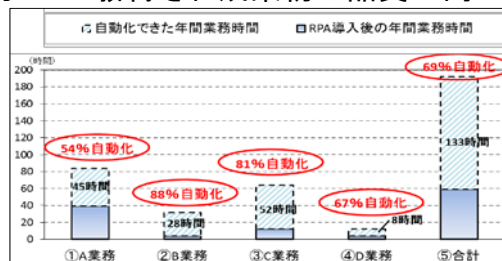 自動化できた年間業務時間 RPA導入後の年間業務時間
(時間)
200
180
160
140
120
100
80
60
40
20
0
54%自動化
88%自動化
81%自動化
67%自動化
69%自動化
45時間
28時間
52時間
8時間
133時間
①A業務 ②B業務 ③C業務 ④D業務 ⑤合計